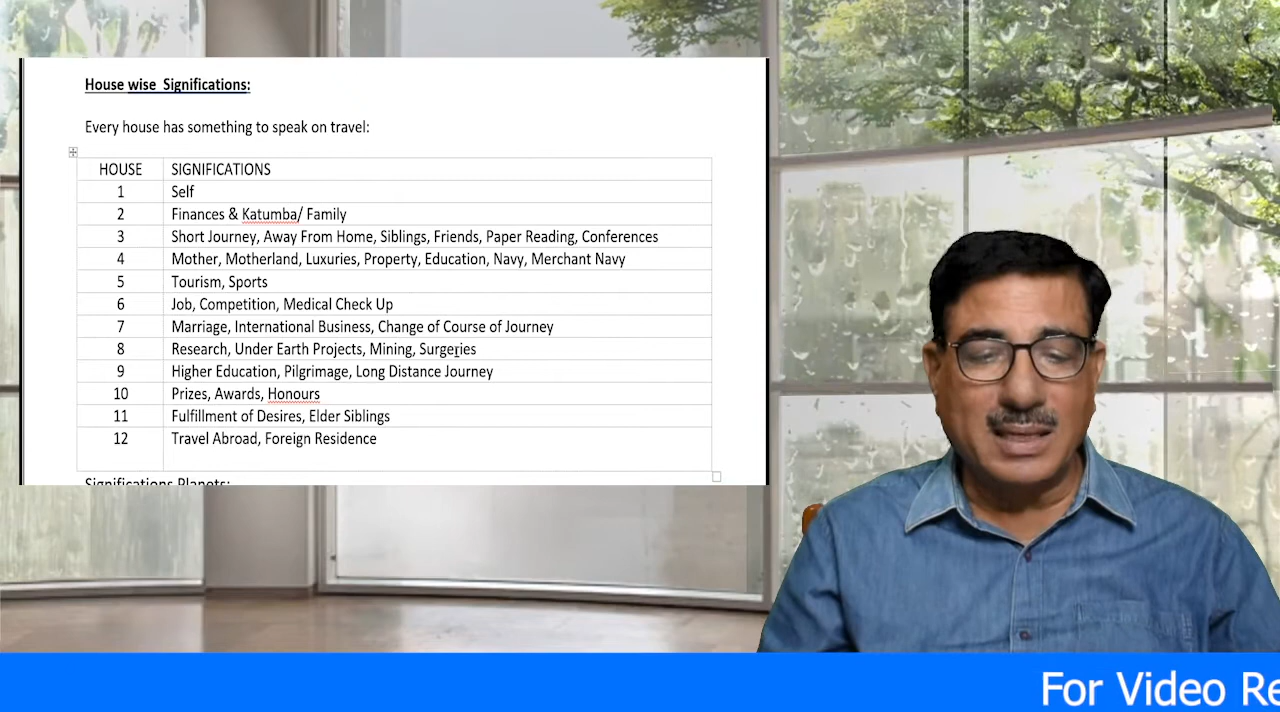 House wise Significations:
Every house has something to speak on travel:
HOUSE SIGNIFICATIONS
1 Self
2 Finances & Katumba/ Family
3 Short Journey, Away From Home, Siblings, Friends, Paper Reading, Conferences
4 Mother, Motherland, Luxuries, Property, Education, Navy, Merchant Navy
5 Tourism, Sports
6 Job, Competition, Medical Check Up
7 Marriage, International Business, Change of Course of Journey
8 Research, Under Earth Projects, Mining, Surgeries
9 Higher Education, Pilgrimage, Long Distance Journey
10 Prizes, Awards, Honours
11 Fulfillment of Desires, Elder Siblings
12 Travel Abroad, Foreign Residence
Significations Planets:
For Video Re